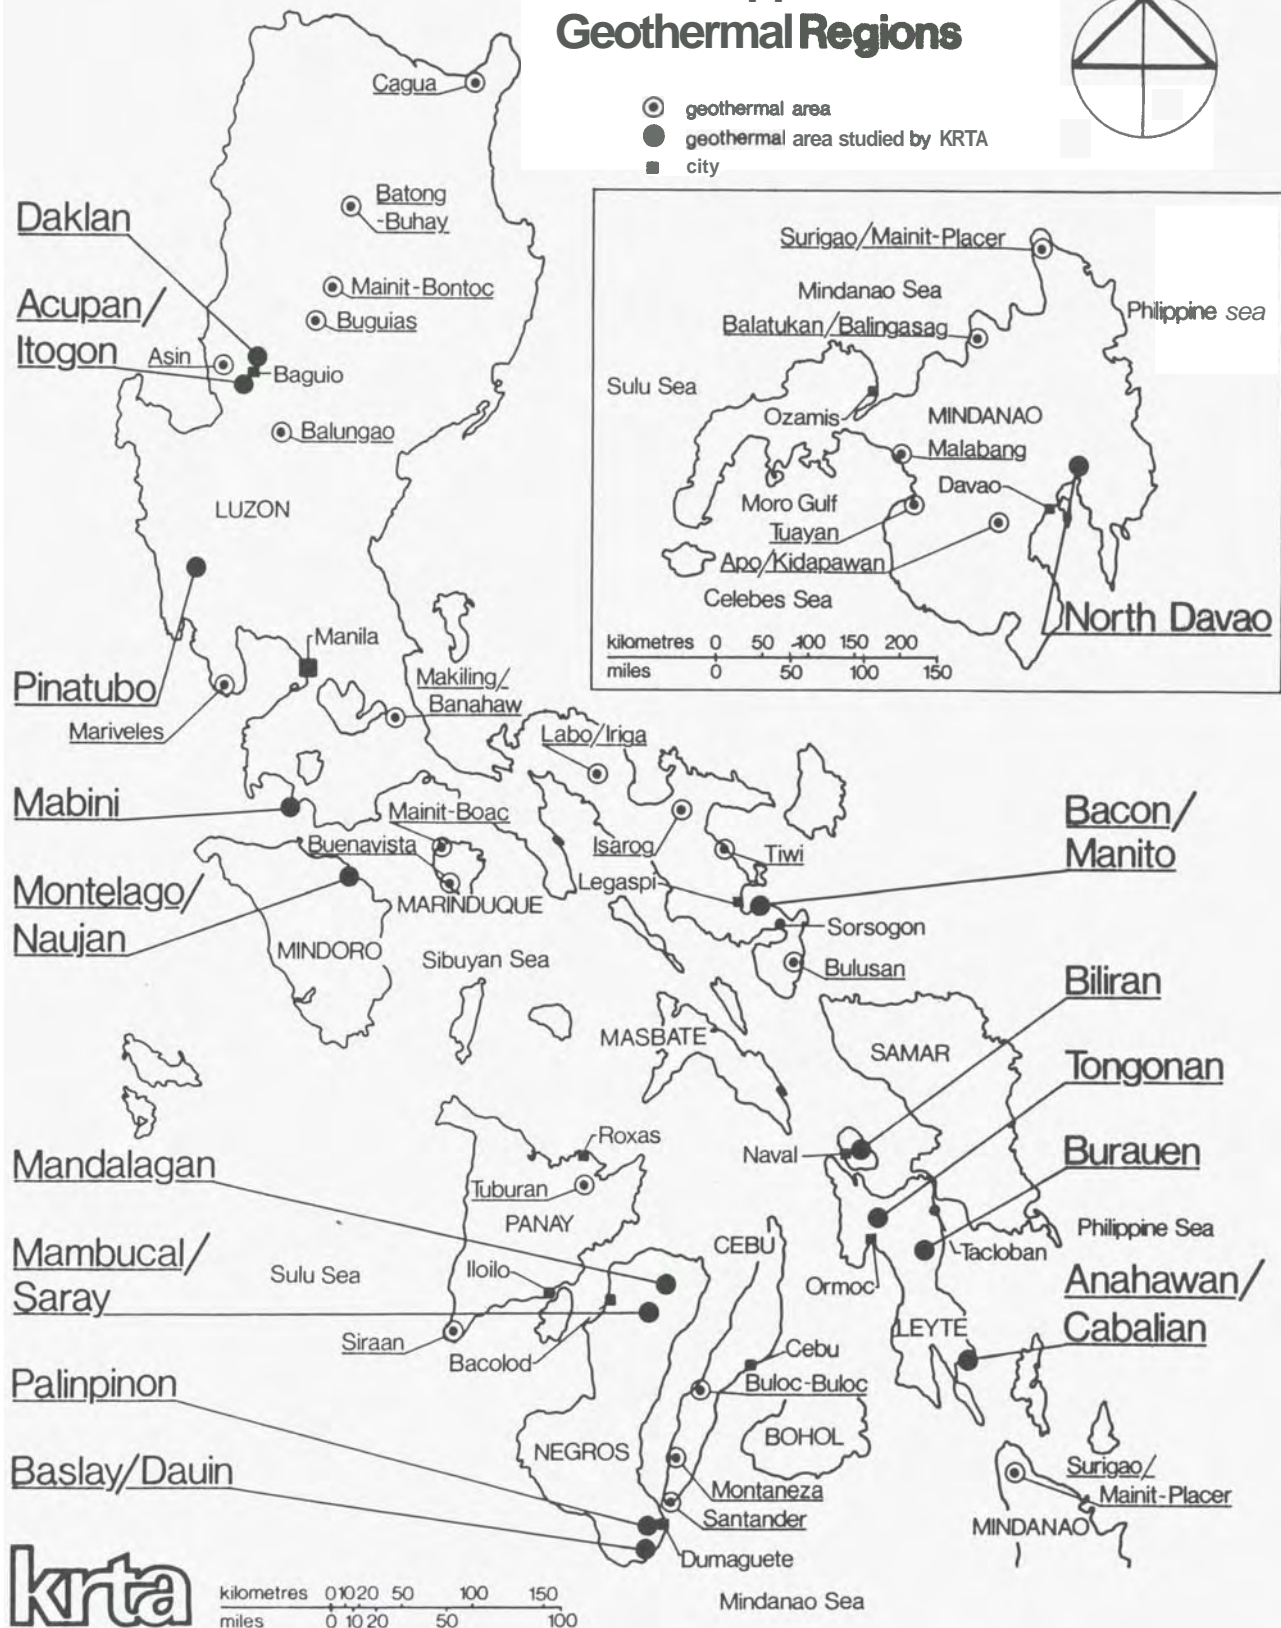 Geothermal Regions
geothermal area
geothermal area studied by KRTA
city
Cagua
Batong
-Buhay
Daklan
Mainit-Bontoc
Acupan/
Itogon
Buguias
Asin
Baguio
Balungao
LUZON
Manila
Pinatubo
Mariveles
Makiling/
Banahaw
Labo/Iriga
Mabini
Mainit-Boac
Buenavista
Isarog
Tiwi
Legaspi
Montelago/
Naujan
MARINDUQUE
MINDORO
Sibuyan Sea
Bacon/
Manito
Sorsogon
Bulusan
Surigao/Mainit-Placer
Mindanao Sea
Philippine sea
Balatukan/Balingasag
Sulu Sea
Ozamis
MINDANAO
Malabang
Davao
Moro Gulf
Tuayan
Apo/Kidapawan
Celebes Sea
North Davao
kilometres 0 50 100 150 200
miles 0 50 100 150
MASBATE
SAMAR
Biliran
Tongonan
Roxas
Naval
Burauen
Mandalagan
Tuburan
PANAY
CEBU
Philippine Sea
Tacloban
Mambucal/
Saray
Sulu Sea
Iloilo
Ormoc
Anahawan/
Cabalian
LEYTE
Siraan
Bacolod
Cebu
Buloc-Buloc
Palinpinon
BOHOL
NEGROS
Baslay/Dauin
Montaneza
Santander
Surigao/
Mainit-Placer
MINDANAO
Dumaguete
Mindanao Sea
krta
kilometres 0 10 20 50 100 150
miles 0 10 20 50 100